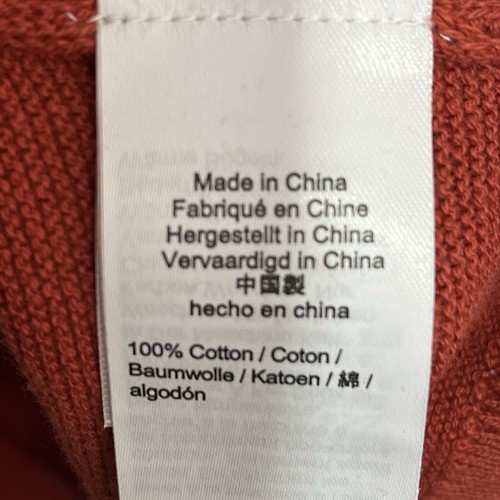 Made in China
Fabriqué en Chine
Hergestellt in China
Vervaardigd in China
中国製
hecho en china
100% Cotton / Coton /
Baumwolle / Katoen / 綿 /
algodón